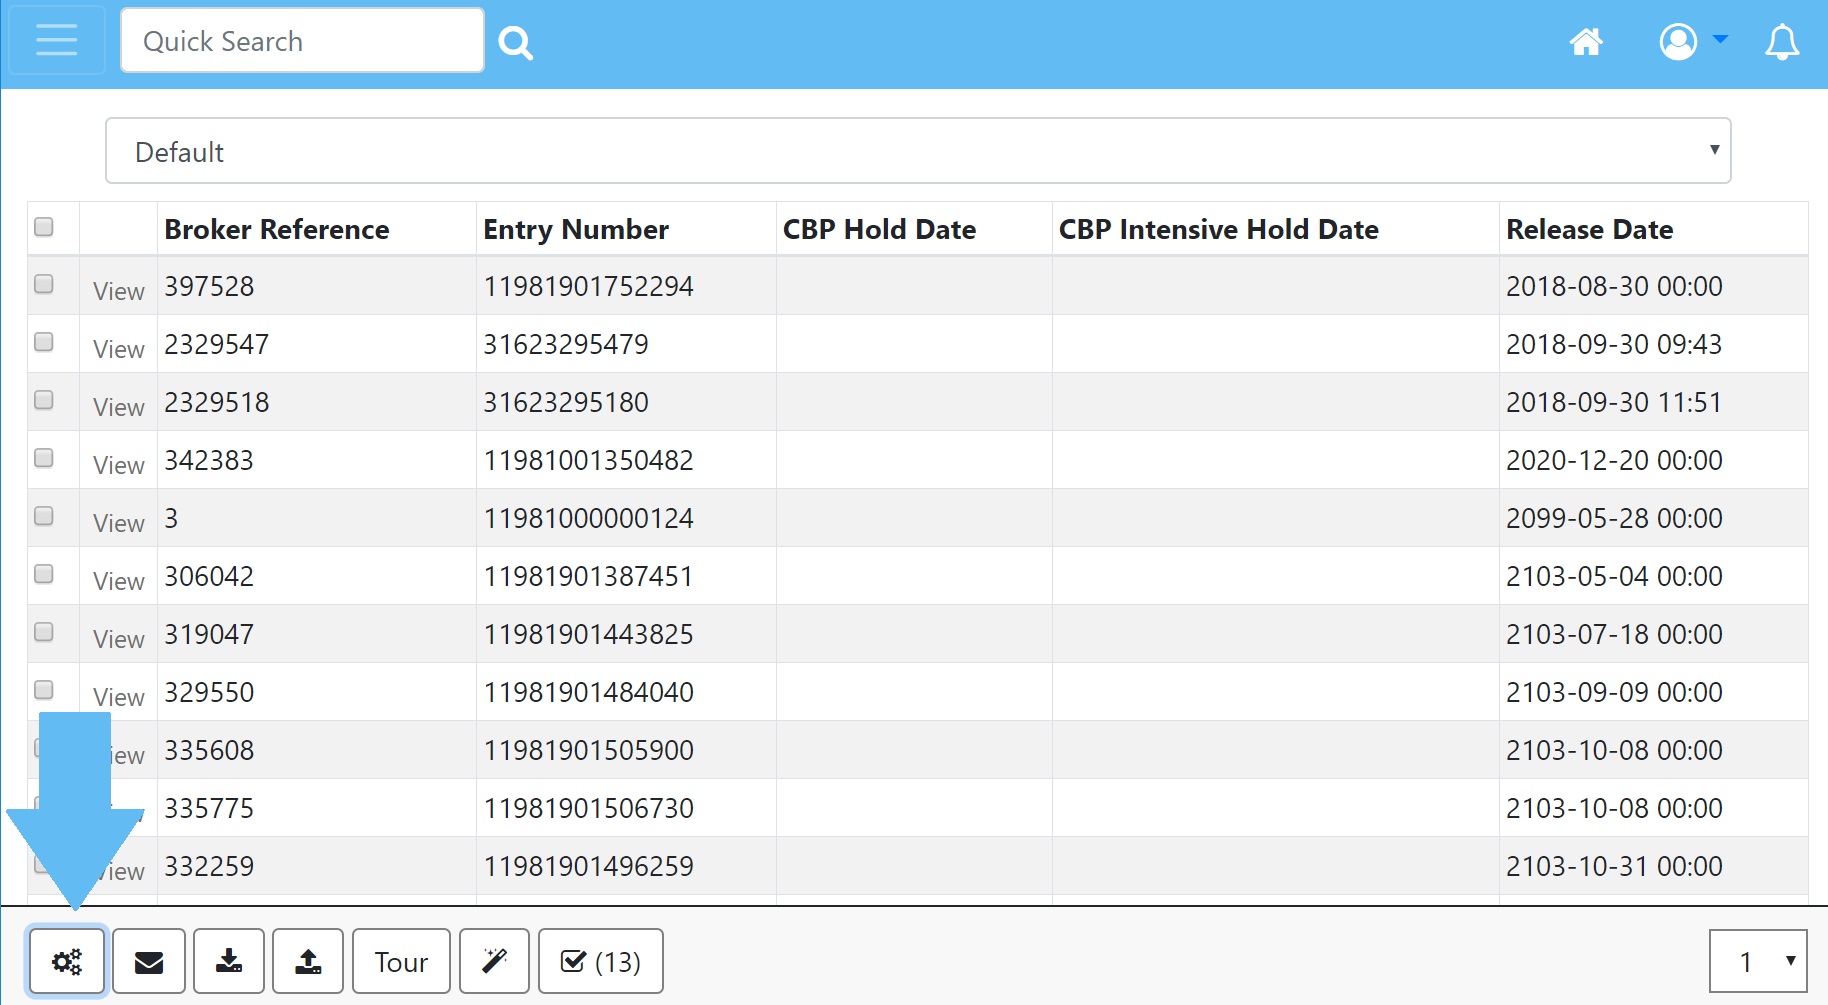 Quick Search
Default
Broker Reference Entry Number CBP Hold Date CBP Intensive Hold Date Release Date
View 397528 11981901752294 2018-08-30 00:00
View 2329547 31623295479 2018-09-30 09:43
View 2329518 31623295180 2018-09-30 11:51
View 342383 11981001350482 2020-12-20 00:00
View 3 11981000000124 2099-05-28 00:00
View 306042 11981901387451 2103-05-04 00:00
View 319047 11981901443825 2103-07-18 00:00
View 329550 11981901484040 2103-09-09 00:00
iew 335608 11981901505900 2103-10-08 00:00
335775 11981901506730 2103-10-08 00:00
View 332259 11981901496259 2103-10-31 00:00
Tour (13) 1